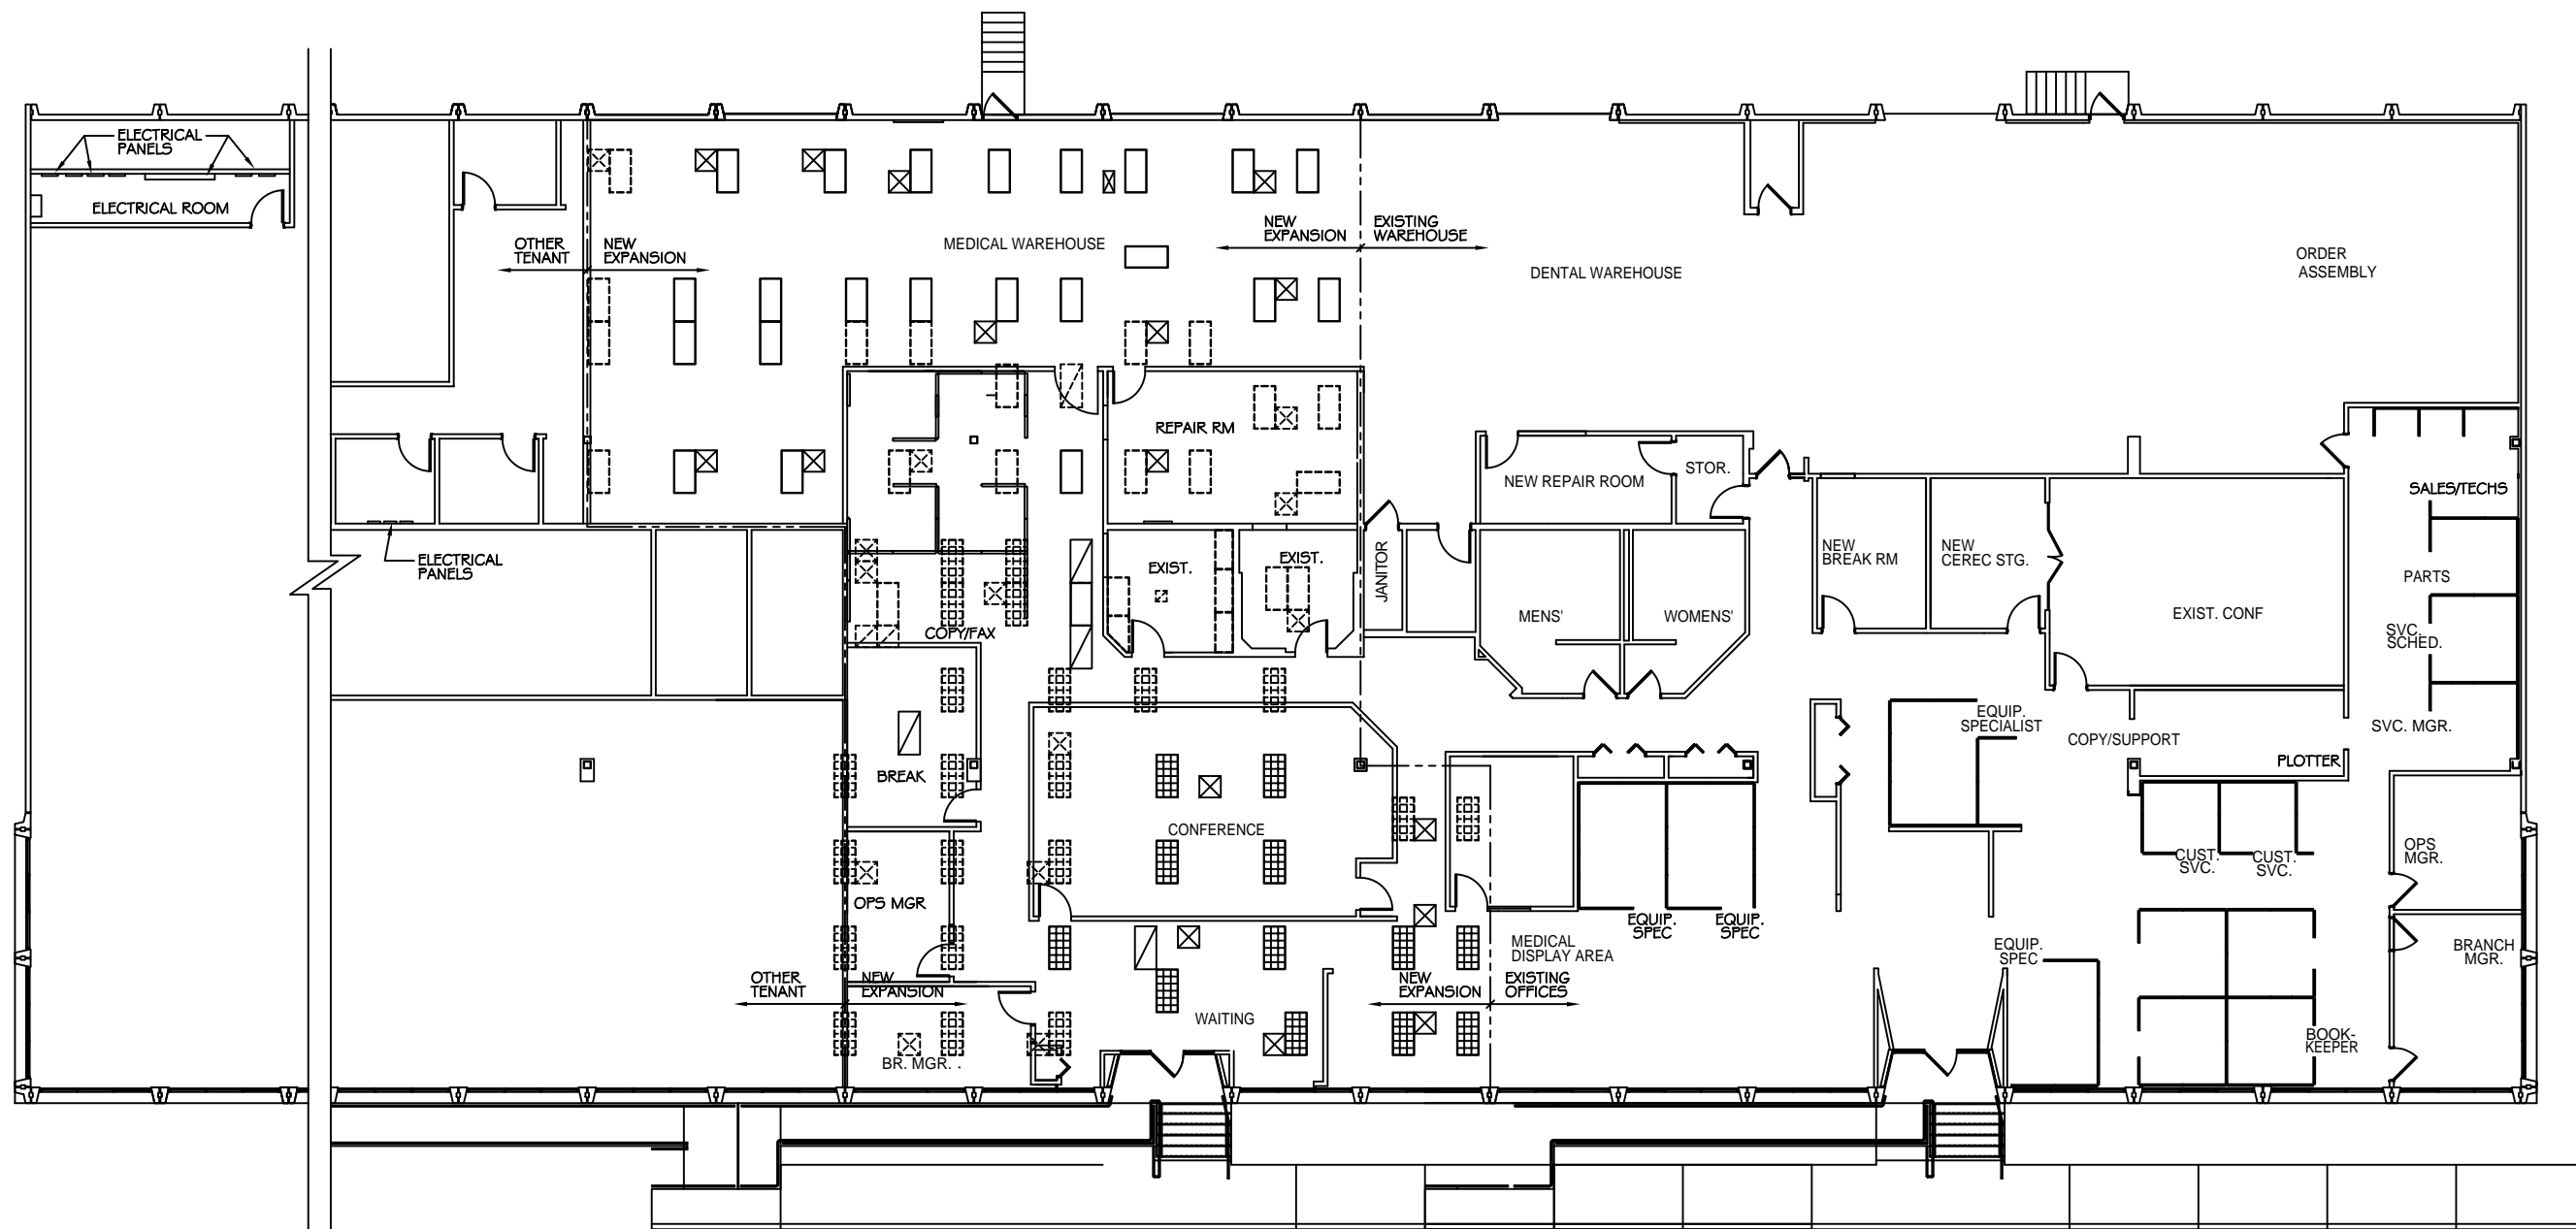 ELECTRICAL
PANELS
ELECTRICAL ROOM
OTHER
TENANT
NEW
EXPANSION
MEDICAL WAREHOUSE
NEW
EXPANSION
EXISTING
WAREHOUSE
DENTAL WAREHOUSE
ORDER
ASSEMBLY
REPAIR RM
NEW REPAIR ROOM
STOR.
SALES/TECHS
ELECTRICAL
PANELS
EXIST.
EXIST.
JANITOR
NEW
BREAK RM
NEW
CEREC STG.
PARTS
MENS'
WOMENS'
EXIST. CONF
COPY/FAX
SVC.
SCHED.
EQUIP.
SPECIALIST
COPY/SUPPORT
SVC. MGR.
PLOTTER
BREAK
CONFERENCE
CUST.
SVC.
CUST.
SVC.
OPS
MGR.
OPS MGR
EQUIP.
SPEC
EQUIP.
SPEC
MEDICAL
DISPLAY AREA
EQUIP.
SPEC
BRANCH
MGR.
OTHER
TENANT
NEW
EXPANSION
NEW
EXPANSION
EXISTING
OFFICES
WAITING
BOOK-
KEEPER
BR. MGR. .